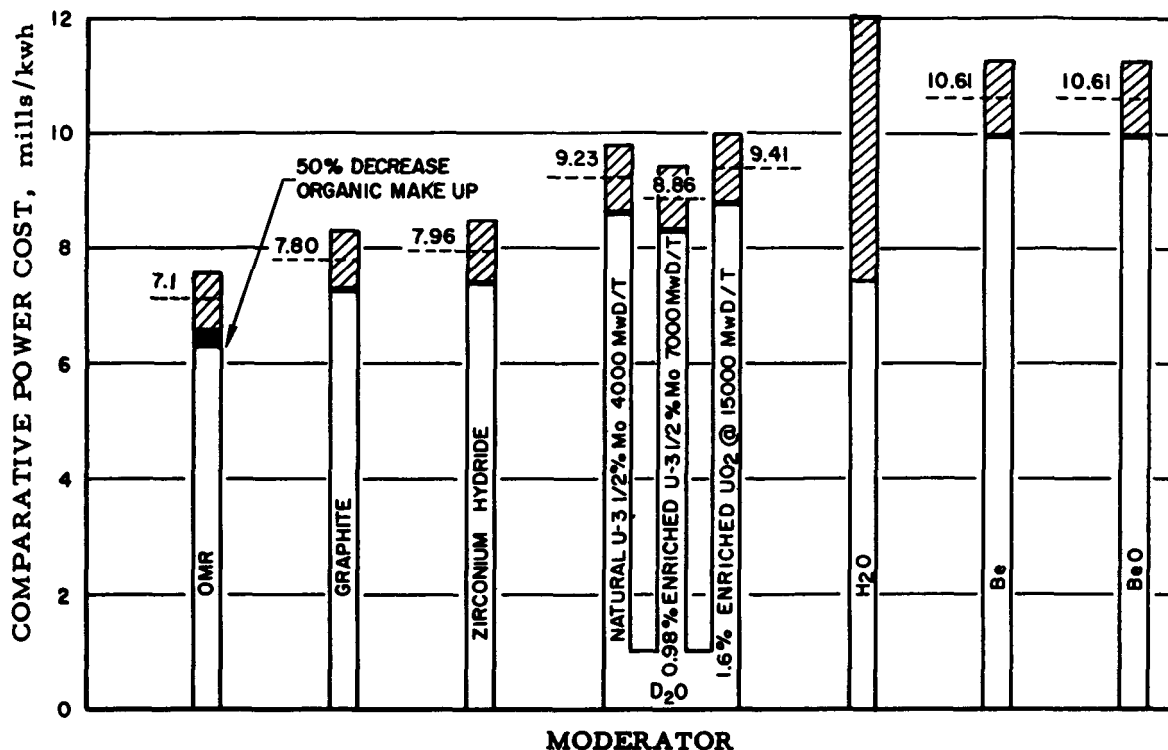 COMPARATIVE POWER COST, mills/kwh
12
10
8
6
4
2
0
50% DECREASE
ORGANIC MAKE UP
7.1
7.80
7.96
9.23
8.86
9.41
10.61
10.61
OMR
GRAPHITE
ZIRCONIUM HYDRIDE
NATURAL U-3 1/2% Mo 4000 MwD/T
0.98% ENRICHED U-3 1/2% Mo 7000 MwD/T
1.6% ENRICHED UO2 @ 15000 MwD/T
D2O
H2O
Be
BeO
MODERATOR